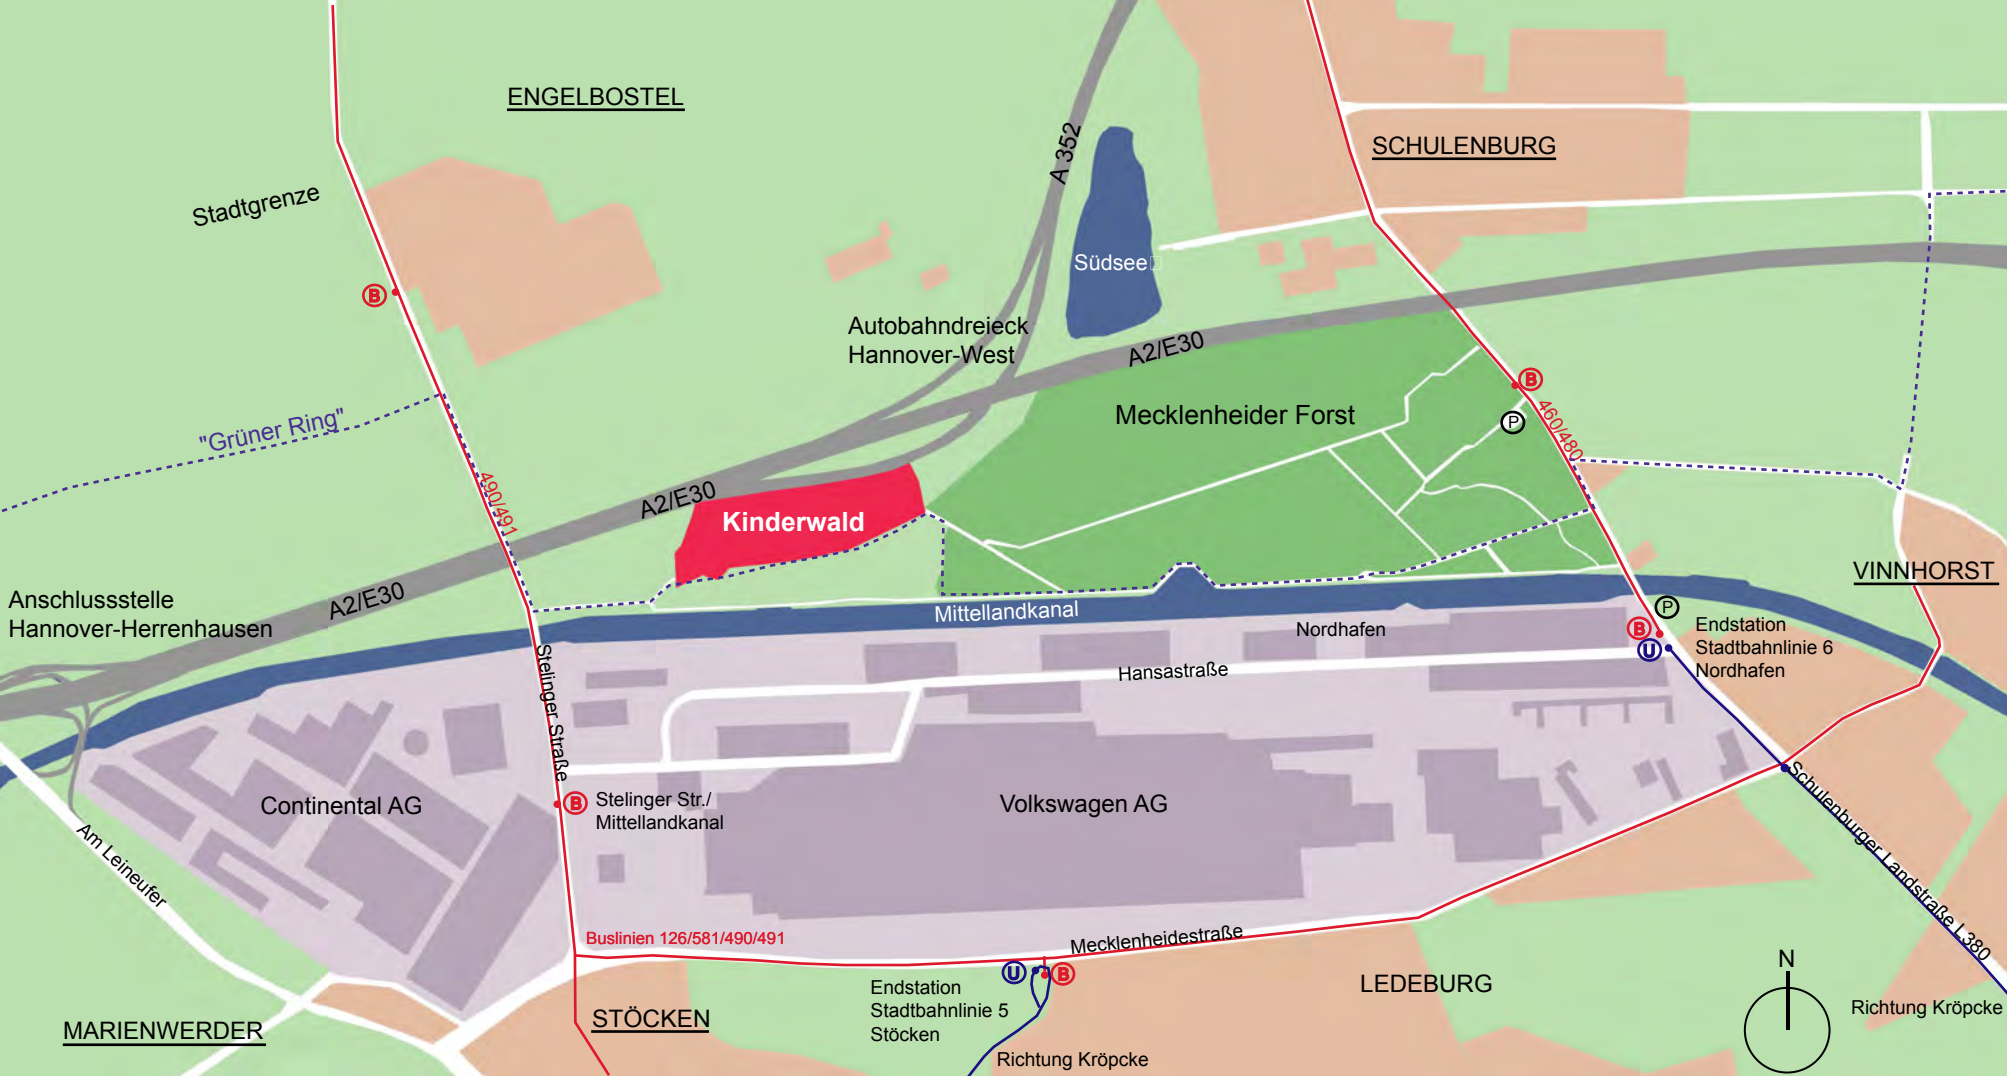 ENGELBOSTEL
A 352
SCHULENBURG
Stadtgrenze
Südsee
B
Autobahndreieck
Hannover-West
A2/E30
B
Mecklenheider Forst
P
460/480
"Grüner Ring"
490/491
A2/E30
Kinderwald
VINNHORST
Anschlussstelle
Hannover-Herrenhausen
A2/E30
Mittellandkanal
Nordhafen
P
B
U
Endstation
Stadtbahnlinie 6
Nordhafen
Stelinger Straße
Hansastraße
Continental AG
B
Stelinger Str./
Mittellandkanal
Volkswagen AG
Am Leineufer
Schulenburger Landstraße L380
Buslinien 126/581/490/491
Mecklenheidestraße
U
B
Endstation
Stadtbahnlinie 5
Stöcken
LEDEBURG
N
Richtung Kröpcke
MARIENWERDER
STÖCKEN
Richtung Kröpcke